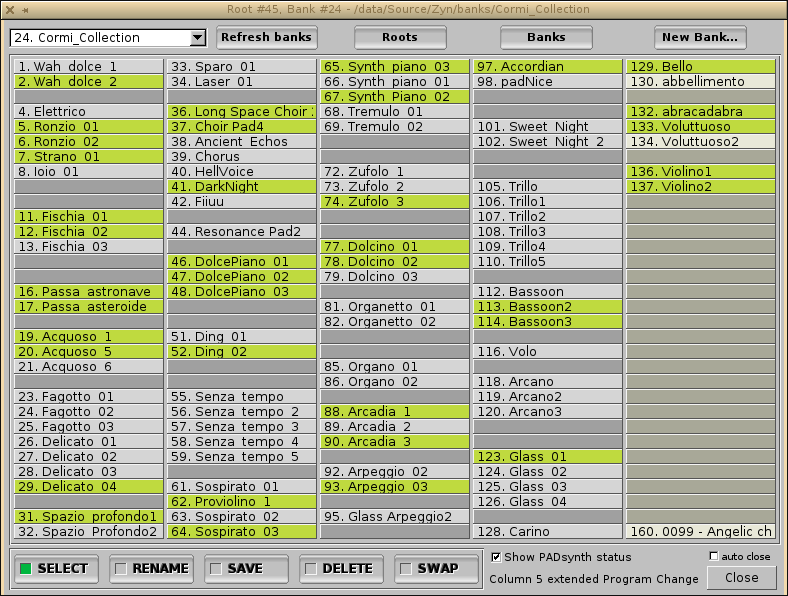 Root #45, Bank #24 - /data/Source/Zyn/banks/Cormi_Collection
24. Cormi_Collection
Refresh banks
Roots
Banks
New Bank...
1. Wah dolce 1
2. Wah dolce 2
4. Elettrico
5. Ronzio 01
6. Ronzio 02
7. Strano 01
8. Ioio 01
11. Fischia 01
12. Fischia 02
13. Fischia 03
16. Passa astronave
17. Passa asteroide
19. Acquoso 1
20. Acquoso 5
21. Acquoso 6
23. Fagotto 01
24. Fagotto 02
25. Fagotto 03
26. Delicato 01
27. Delicato 02
28. Delicato 03
29. Delicato 04
31. Spazio profondo1
32. Spazio Profondo2
33. Sparo 01
34. Laser 01
36. Long Space Choir
37. Choir Pad4
38. Ancient Echos
39. Chorus
40. HellVoice
41. DarkNight
42. Fiiuu
44. Resonance Pad2
46. DolcePiano 01
47. DolcePiano 02
48. DolcePiano 03
51. Ding 01
52. Ding 02
55. Senza tempo
56. Senza tempo 2
57. Senza tempo 3
58. Senza tempo 4
59. Senza tempo 5
61. Sospirato 01
62. Proviolino 1
63. Sospirato 02
64. Sospirato 03
65. Synth piano 03
66. Synth piano 01
67. Synth Piano 02
68. Tremulo 01
69. Tremulo 02
72. Zufolo 1
73. Zufolo 2
74. Zufolo 3
77. Dolcino 01
78. Dolcino 02
79. Dolcino 03
81. Organetto 01
82. Organetto 02
85. Organo 01
86. Organo 02
88. Arcadia 1
89. Arcadia 2
90. Arcadia 3
92. Arpeggio 02
93. Arpeggio 03
95. Glass Arpeggio2
97. Accordian
98. padNice
101. Sweet Night
102. Sweet Night 2
105. Trillo
106. Trillo1
107. Trillo2
108. Trillo3
109. Trillo4
110. Trillo5
112. Bassoon
113. Bassoon2
114. Bassoon3
116. Volo
118. Arcano
119. Arcano2
120. Arcano3
123. Glass 01
124. Glass 02
125. Glass 03
126. Glass 04
128. Carino
129. Bello
130. abbellimento
132. abracadabra
133. Voluttuoso
134. Voluttuoso2
136. Violino1
137. Violino2
160. 0099 - Angelic ch
SELECT
RENAME
SAVE
DELETE
SWAP
Show PADsynth status
auto close
Column 5 extended Program Change
Close